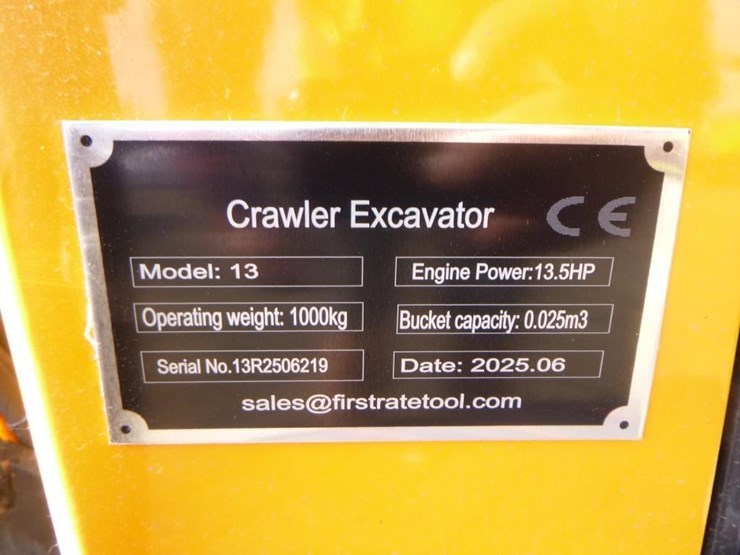 Crawler Excavator CE
Model: 13
Engine Power:13.5HP
Operating weight: 1000kg
Bucket capacity: 0.025m3
Serial No.13R2506219
Date: 2025.06
sales@firstratetool.com